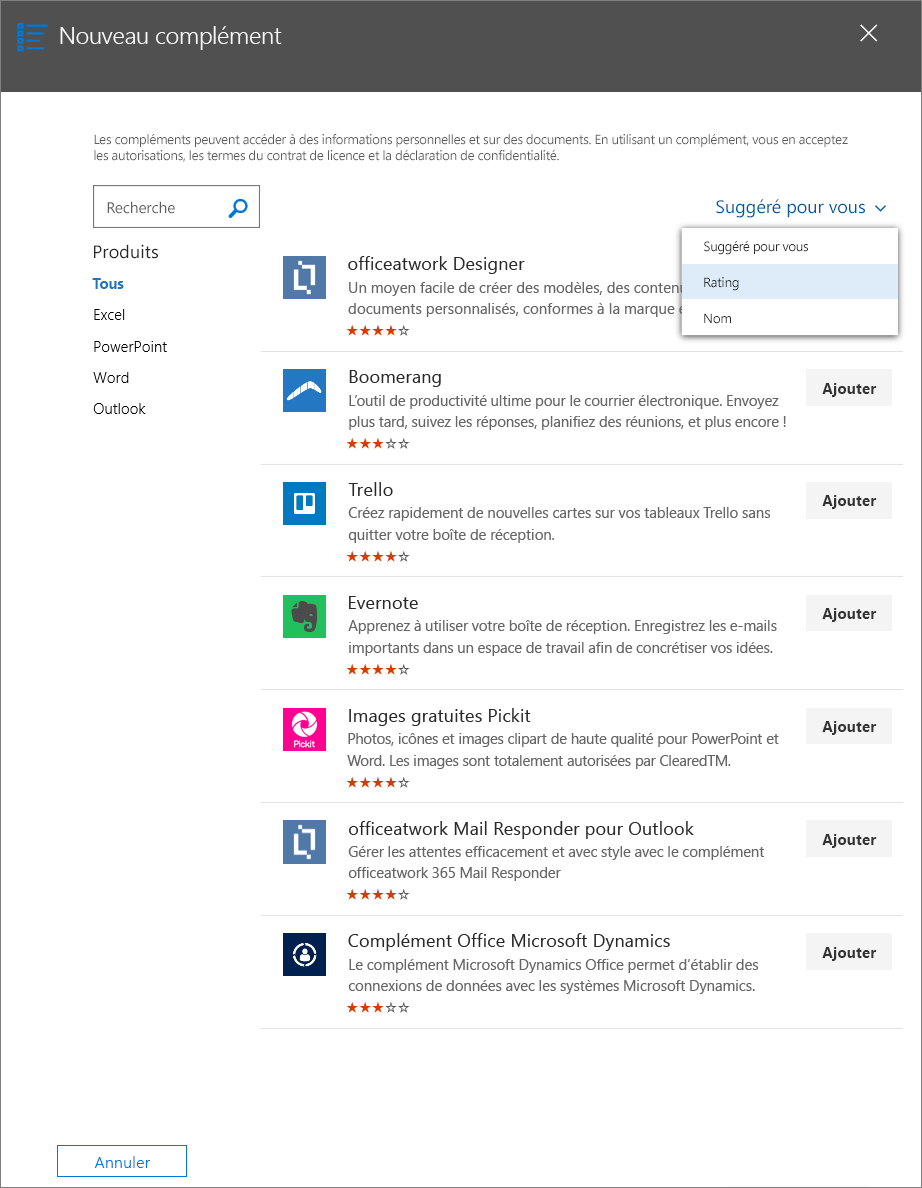 Nouveau complément
Les compléments peuvent accéder à des informations personnelles et sur des documents. En utilisant un complément, vous en acceptez
les autorisations, les termes du contrat de licence et la déclaration de confidentialité.
Recherche
Suggéré pour vous
Suggéré pour vous
Rating
Nom
Produits
Tous
Excel
PowerPoint
Word
Outlook
officeatwork Designer
Un moyen facile de créer des modèles, des
documents personnalisés, conformes à la marque
Boomerang
L’outil de productivité ultime pour le courrier électronique. Envoyez
plus tard, suivez les réponses, planifiez des réunions, et plus encore !
Ajouter
Trello
Créez rapidement de nouvelles cartes sur vos tableaux Trello sans
quitter votre boîte de réception.
Ajouter
Evernote
Apprenez à utiliser votre boîte de réception. Enregistrez les e-mails
importants dans un espace de travail afin de concrétiser vos idées.
Ajouter
Pickit
Images gratuites Pickit
Photos, icônes et images clipart de haute qualité pour PowerPoint et
Word. Les images sont totalement autorisées par ClearedTM.
Ajouter
officeatwork Mail Responder pour Outlook
Gérer les attentes efficacement et avec style avec le complément
officeatwork 365 Mail Responder
Ajouter
Complément Office Microsoft Dynamics
Le complément Microsoft Dynamics Office permet d’établir des
connexions de données avec les systèmes Microsoft Dynamics.
Ajouter
Annuler